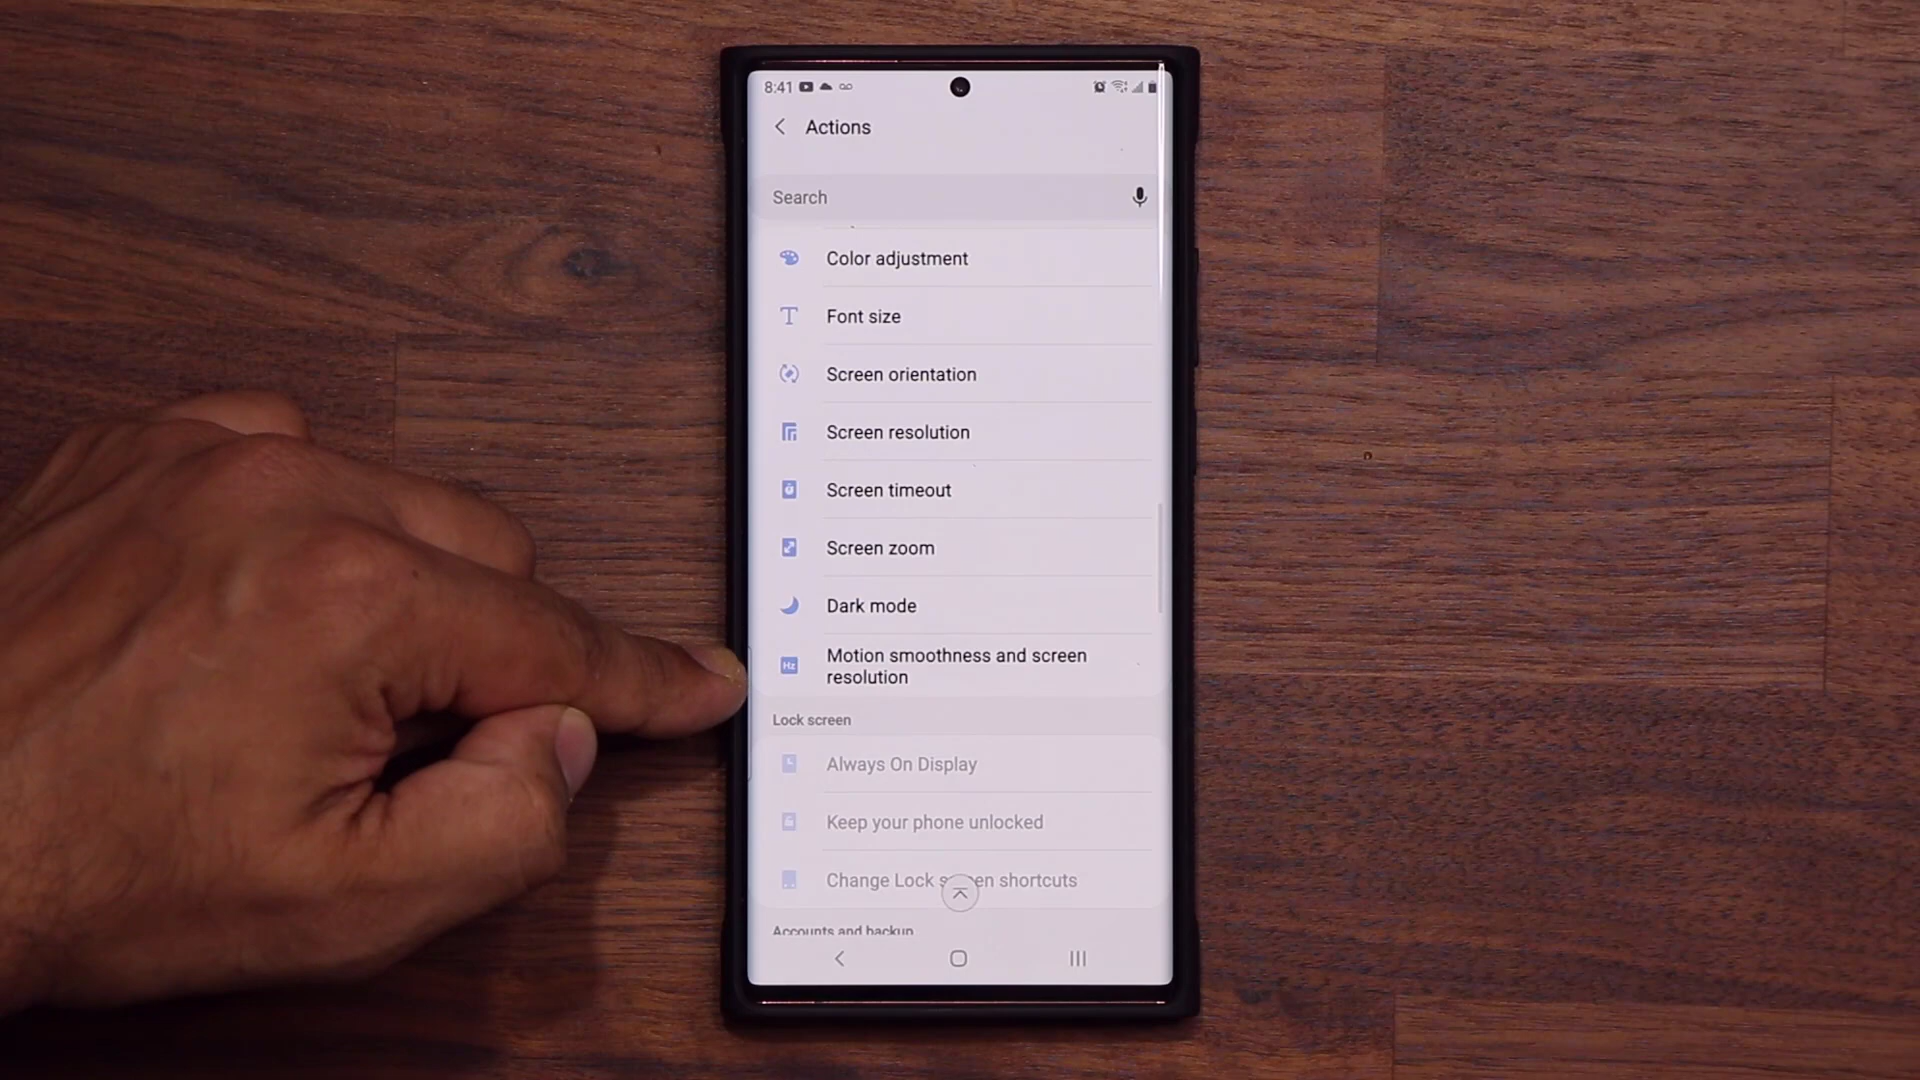 8:41
Actions
Search
Color adjustment
Font size
Screen orientation
Screen resolution
Screen timeout
Screen zoom
Dark mode
Hz
Motion smoothness and screen
resolution
Lock screen
Always On Display
Keep your phone unlocked
Change Lock screen shortcuts
Accounts and backup